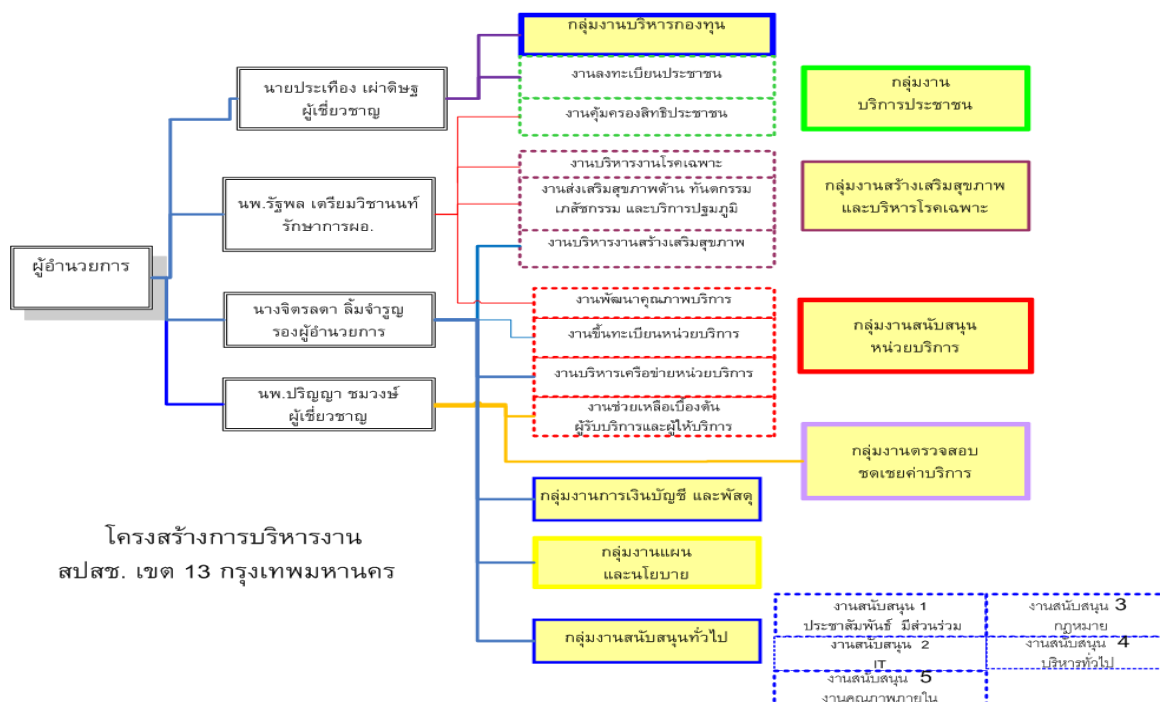 กลุ่มงานบริหารกองทุน
งานลงทะเบียนประชาชน
งานคุ้มครองสิทธิประชาชน
กลุ่มงาน
บริการประชาชน
นายประเทือง เผ่าดิษฐ
ผู้เชี่ยวชาญ
งานบริหารงานโรคเฉพาะ
งานส่งเสริมสุขภาพด้าน ทันตกรรม
เภสัชกรรม และบริการปฐมภูมิ
งานบริหารงานสร้างเสริมสุขภาพ
กลุ่มงานสร้างเสริมสุขภาพ
และบริหารโรคเฉพาะ
นพ.รัฐพล เตรียมวิชานนท์
รักษาการผอ.
ผู้อำนวยการ
นางจิตรลดา ลิ้มจำรูญ
รองผู้อำนวยการ
งานพัฒนาคุณภาพบริการ
งานขึ้นทะเบียนหน่วยบริการ
งานบริหารเครือข่ายหน่วยบริการ
งานช่วยเหลือเบื้องต้น
ผู้รับบริการและผู้ให้บริการ
กลุ่มงานสนับสนุน
หน่วยบริการ
นพ.ปริญญา ชมวงษ์
ผู้เชี่ยวชาญ
กลุ่มงานตรวจสอบ
ชดเชยค่าบริการ
กลุ่มงานการเงินบัญชี และพัสดุ
กลุ่มงานแผน
และนโยบาย
กลุ่มงานสนับสนุนทั่วไป
โครงสร้างการบริหารงาน
สปสช. เขต 13 กรุงเทพมหานคร
งานสนับสนุน 1
ประชาสัมพันธ์ มีส่วนร่วม
งานสนับสนุน 3
กฎหมาย
งานสนับสนุน 2
IT
งานสนับสนุน 4
บริหารทั่วไป
งานสนับสนุน 5
งานคุณภาพภายใน